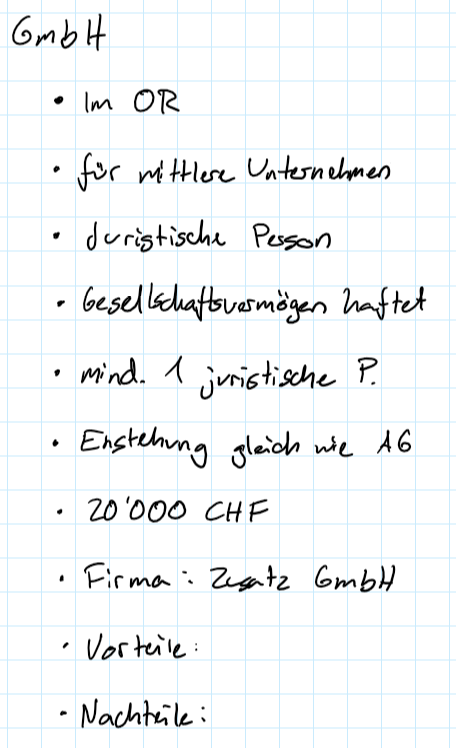 GmbH
• Im OR
• für mittlere Unternehmen
• Juristische Person
• Gesellschaftsvermögen haftet
• mind. 1 juristische P.
• Enstehung gleich wie AG
• 20'000 CHF
• Firma: Zusatz GmbH
• Vorteile:
• Nachteile: